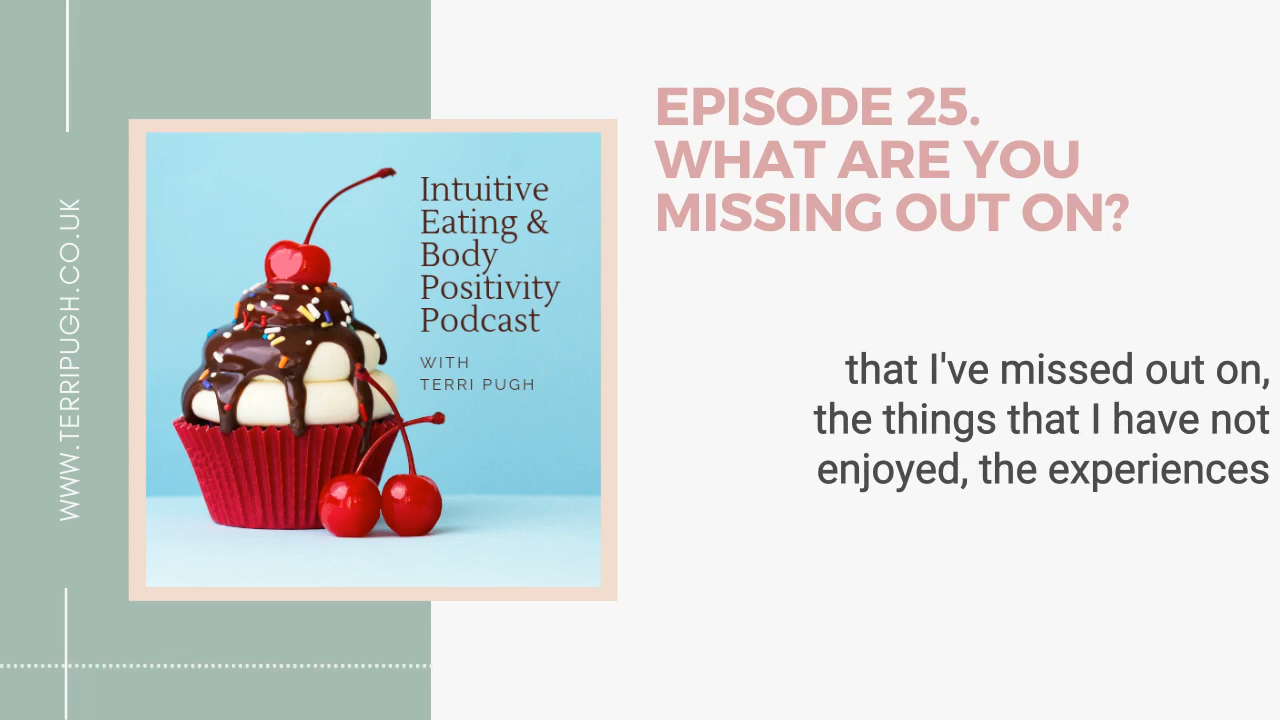 WWW.TERRIPUGH.CO.UK
Intuitive
Eating &
Body
Positivity
Podcast
WITH
TERRI PUGH
EPISODE 25.
WHAT ARE YOU
MISSING OUT ON?
that I've missed out on,
the things that I have not
enjoyed, the experiences